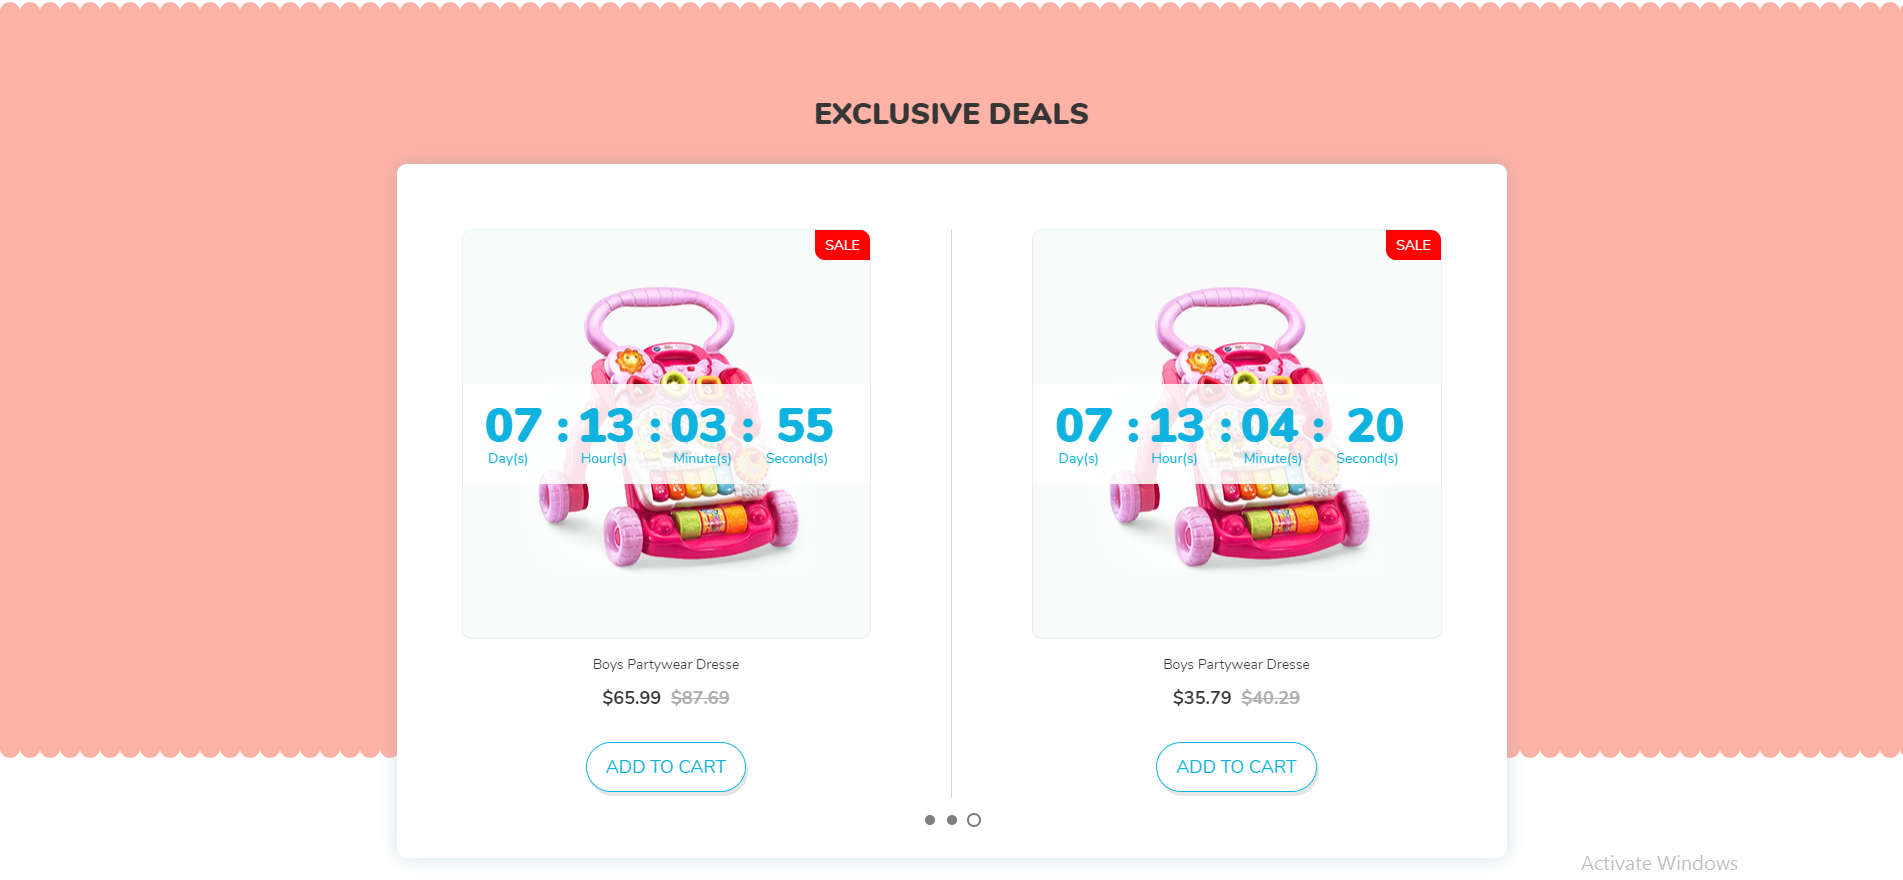 EXCLUSIVE DEALS
SALE
07 : 13 : 03 : 55
Day(s) Hour(s) Minute(s) Second(s)
Boys Partywear Dresse
$65.99 $87.69
ADD TO CART
SALE
07 : 13 : 04 : 20
Day(s) Hour(s) Minute(s) Second(s)
Boys Partywear Dresse
$35.79 $40.29
ADD TO CART
Activate Windows